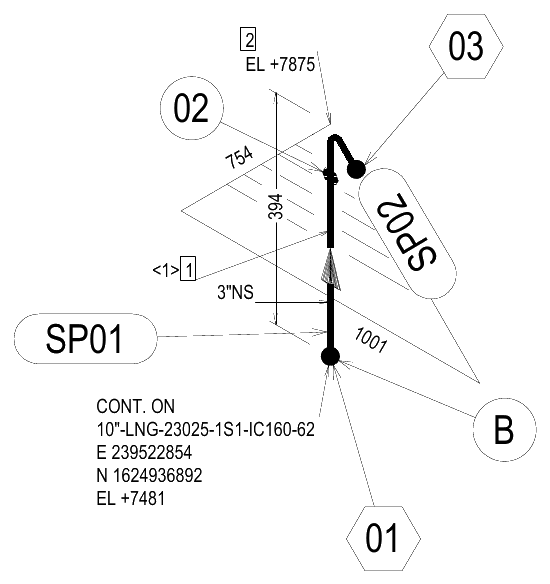 2
EL +7875
03
02
754
394
SP02
<1> 1
3"NS
SP01
1001
CONT. ON
10"-LNG-23025-1S1-IC160-62
E 239522854
N 1624936892
EL +7481
B
01